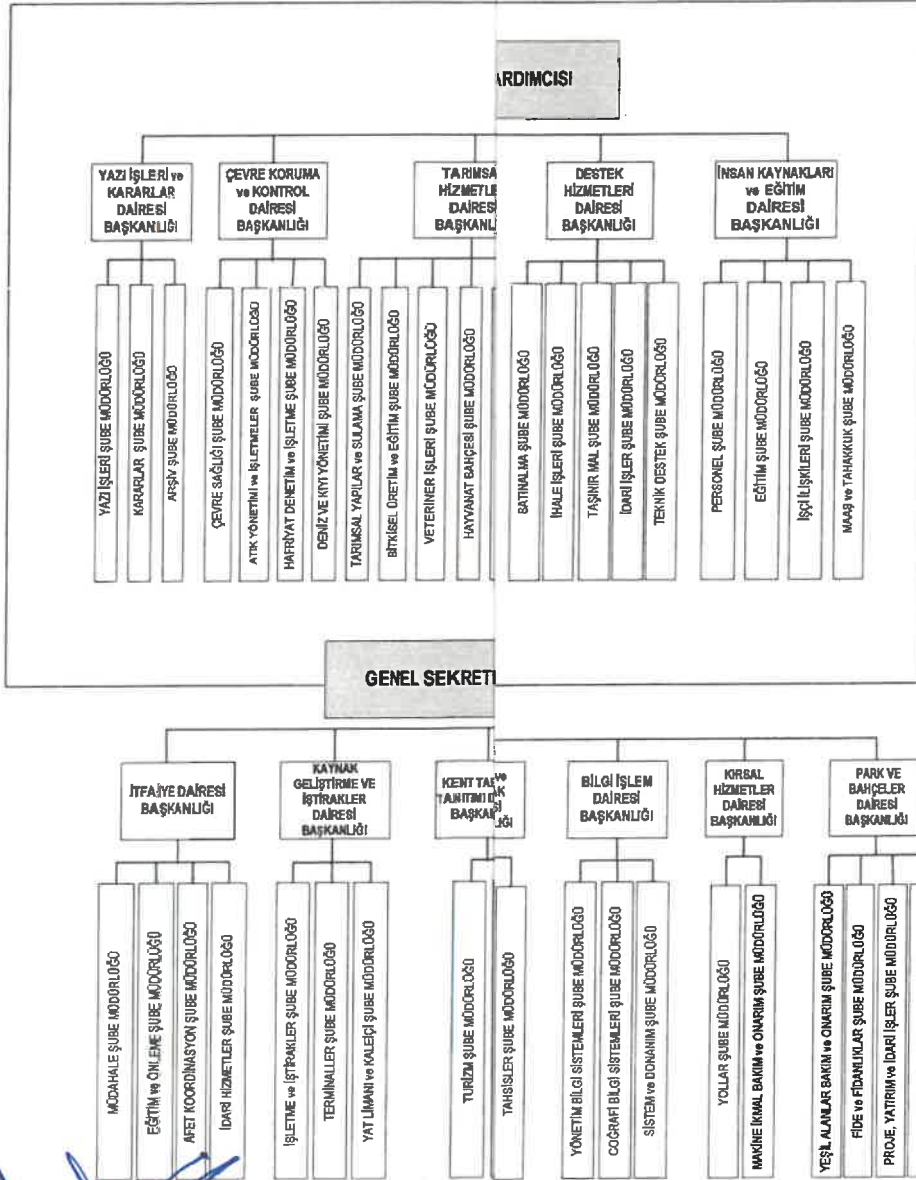 ARDIMCISI
YAZI İŞLERİ ve
KARARLAR
DAİRESİ
BAŞKANLIĞI
ÇEVRE KORUMA
ve KONTROL
DAİRESİ
BAŞKANLIĞI
TARIMSA
HİZMETLE
DAİRES
BAŞKANL
DESTEK
HİZMETLERİ
DAİRESİ
BAŞKANLIĞI
İNSAN KAYNAKLARI
ve EĞİTİM
DAİRESİ
BAŞKANLIĞI
YAZI İŞLERİ ŞUBE MÜDÜRLÜĞÜ
KARARLAR ŞUBE MÜDÜRLÜĞÜ
ARŞİV ŞUBE MÜDÜRLÜĞÜ
ÇEVRE SAĞLIĞI ŞUBE MÜDÜRLÜĞÜ
ATIK YÖNETİMİ ve İŞLETMELER ŞUBE MÜDÜRLÜĞÜ
HAFRİYAT DENETİM ve İŞLETME ŞUBE MÜDÜRLÜĞÜ
DENİZ VE KIYI YÖNETİMİ ŞUBE MÜDÜRLÜĞÜ
TARIMSAL YAPILAR ve SULAMA ŞUBE MÜDÜRLÜĞÜ
BİTKİSEL ÜRETİM ve EĞİTİM ŞUBE MÜDÜRLÜĞÜ
VETERİNER İŞLERİ ŞUBE MÜDÜRLÜĞÜ
HAYVANAT BAHÇESİ ŞUBE MÜDÜRLÜĞÜ
SATINALMA ŞUBE MÜDÜRLÜĞÜ
İHALE İŞLERİ ŞUBE MÜDÜRLÜĞÜ
TAŞINIR MAL ŞUBE MÜDÜRLÜĞÜ
İDARİ İŞLER ŞUBE MÜDÜRLÜĞÜ
TEKNİK DESTEK ŞUBE MÜDÜRLÜĞÜ
PERSONEL ŞUBE MÜDÜRLÜĞÜ
EĞİTİM ŞUBE MÜDÜRLÜĞÜ
İŞÇİ İLİŞKİLERİ ŞUBE MÜDÜRLÜĞÜ
MAAŞ ve TAHAKKUK ŞUBE MÜDÜRLÜĞÜ
GENEL SEKRET
İTFAİYE DAİRESİ
BAŞKANLIĞI
KAYNAK
GELİŞTİRME VE
İŞTİRAKLER
DAİRESİ
BAŞKANLIĞI
KENT TA
TANITIMI D
BAŞKA
BİLGİ İŞLEM
DAİRESİ
BAŞKANLIĞI
KIRSAL
HİZMETLER
DAİRESİ
BAŞKANLIĞI
PARK VE
BAHÇELER
DAİRESİ
BAŞKANLIĞI
MÜDAHALE ŞUBE MÜDÜRLÜĞÜ
EĞİTİM ve ÖNLEME ŞUBE MÜDÜRLÜĞÜ
AFET KOORDİNASYON ŞUBE MÜDÜRLÜĞÜ
İDARİ HİZMETLER ŞUBE MÜDÜRLÜĞÜ
İŞLETME ve İŞTİRAKLER ŞUBE MÜDÜRLÜĞÜ
TERMİNALLER ŞUBE MÜDÜRLÜĞÜ
YAT LİMANI ve KALEİÇİ ŞUBE MÜDÜRLÜĞÜ
TURİZM ŞUBE MÜDÜRLÜĞÜ
TAHSİSLER ŞUBE MÜDÜRLÜĞÜ
YÖNETİM BİLGİ SİSTEMLERİ ŞUBE MÜDÜRLÜĞÜ
COĞRAFİ BİLGİ SİSTEMLERİ ŞUBE MÜDÜRLÜĞÜ
SİSTEM ve DONANIM ŞUBE MÜDÜRLÜĞÜ
YOLLAR ŞUBE MÜDÜRLÜĞÜ
MAKİNE İKMAL BAKIM ve ONARIM ŞUBE MÜDÜRLÜĞÜ
YEŞİL ALANLAR BAKIM ve ONARIM ŞUBE MÜDÜRLÜĞÜ
FİDE ve FİDANLIKLAR ŞUBE MÜDÜRLÜĞÜ
PROJE, YATIRIM ve İDARİ İŞLER ŞUBE MÜDÜRLÜĞÜ